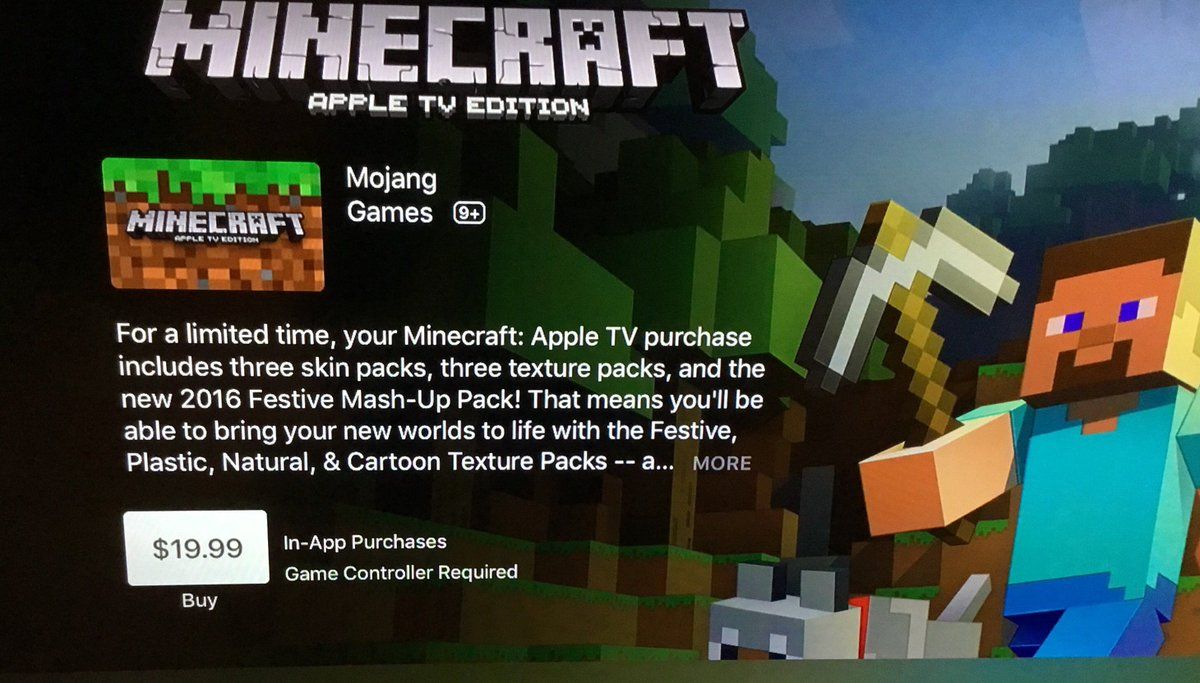 MINECRAFT
APPLE TV EDITION
MINECRAFT
APPLE TV EDITION
Mojang
Games 9+
For a limited time, your Minecraft: Apple TV purchase
includes three skin packs, three texture packs, and the
new 2016 Festive Mash-Up Pack! That means you'll be
able to bring your new worlds to life with the Festive,
Plastic, Natural, & Cartoon Texture Packs -- a... MORE
$19.99
Buy
In-App Purchases
Game Controller Required